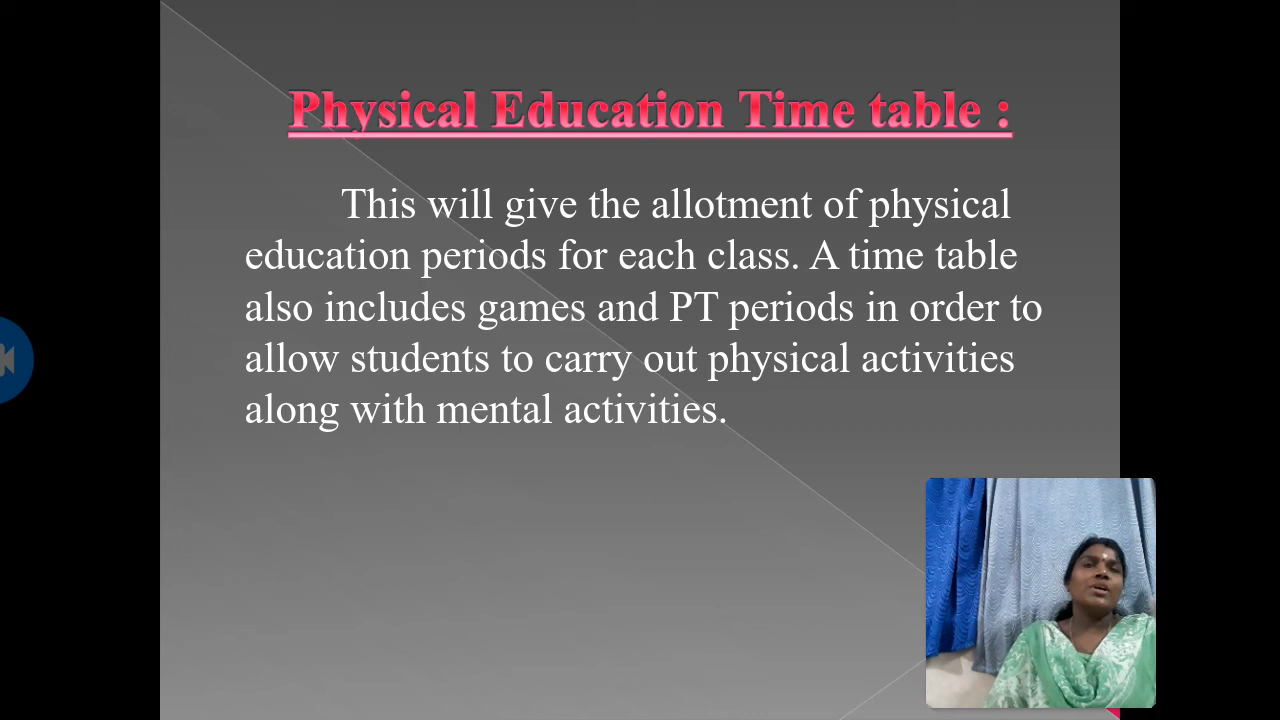 Physical Education Time table :
This will give the allotment of physical
education periods for each class. A time table
also includes games and PT periods in order to
allow students to carry out physical activities
along with mental activities.